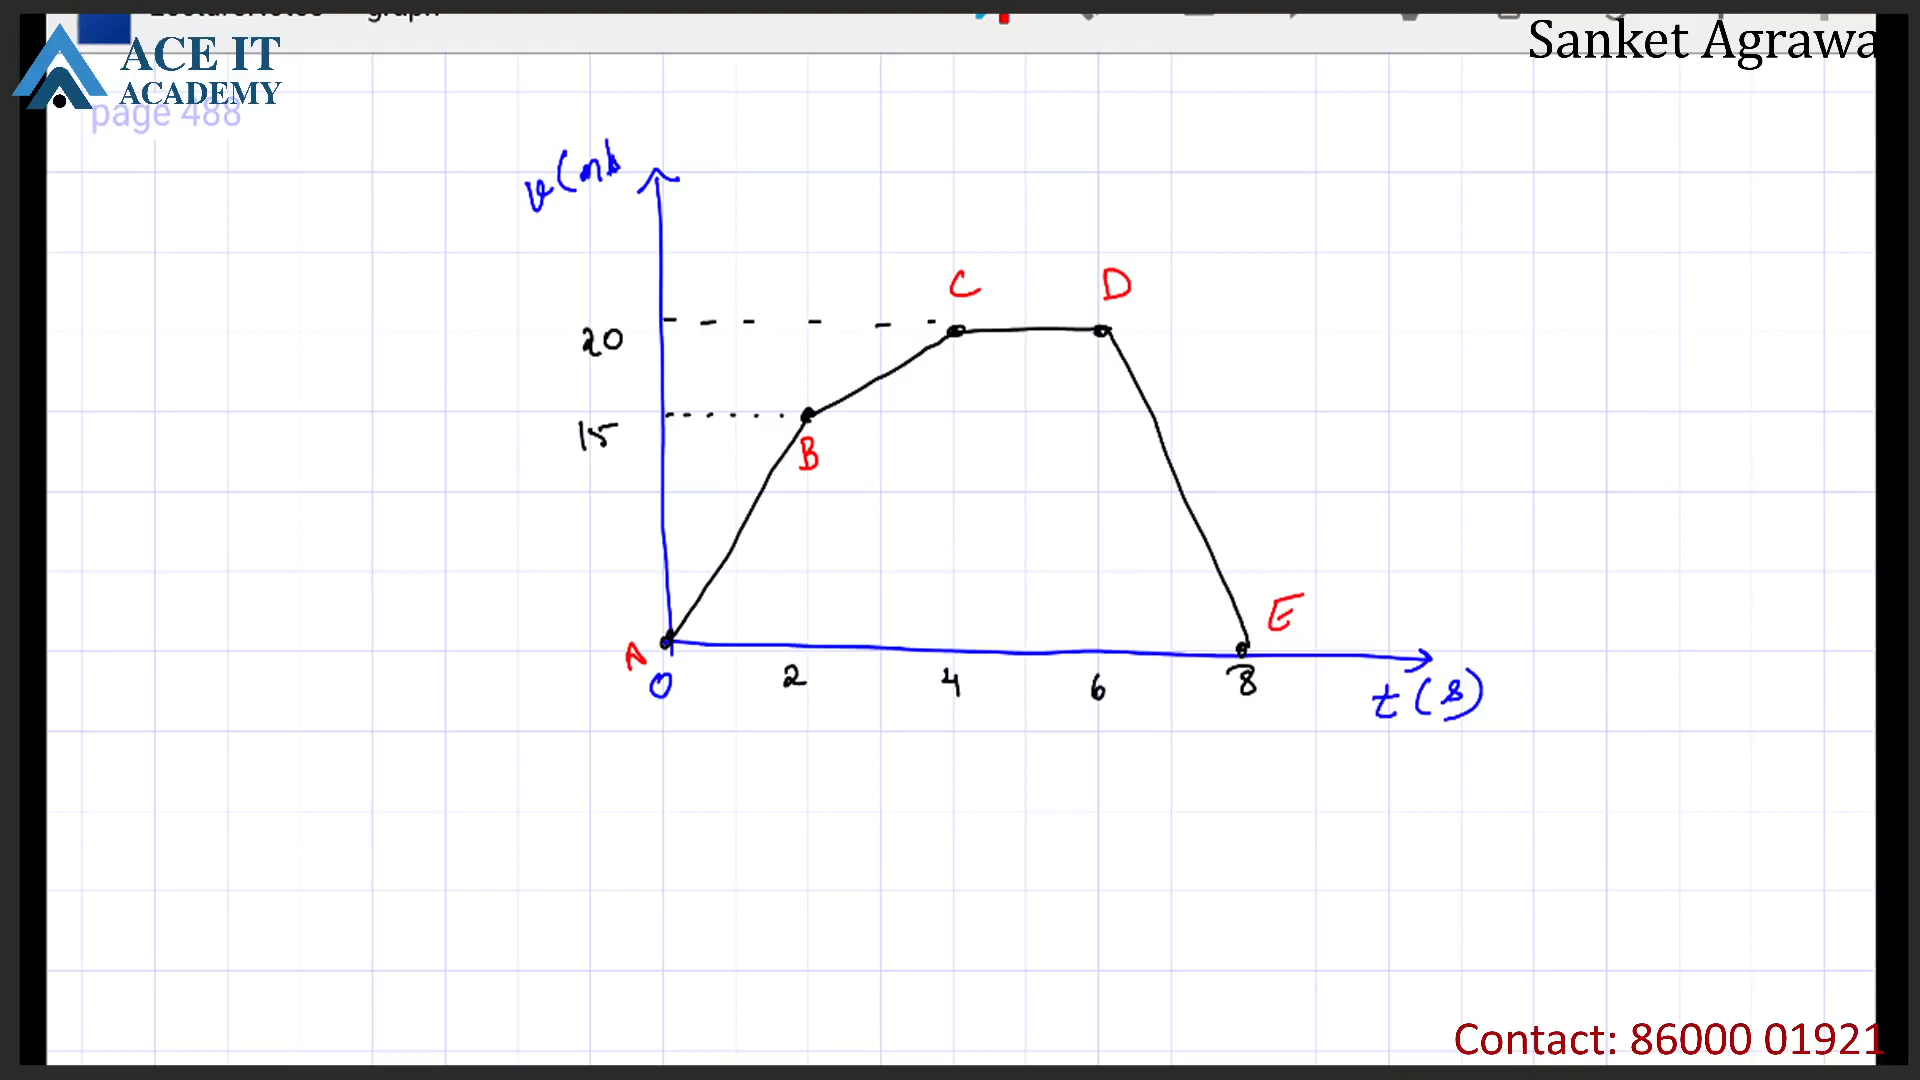 Sanket Agrawa
ACE IT
ACADEMY
page 488
v(m
C
D
20
15
B
E
A
0
2
4
6
8
t(s)
Contact: 86000 01921